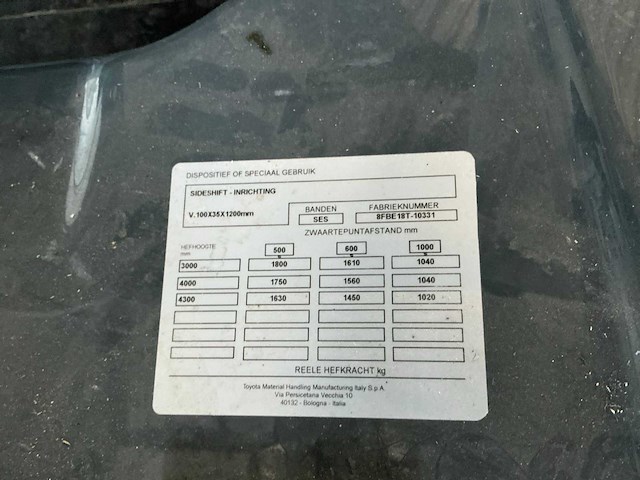 DISPOSITIEF OF SPECIAAL GEBRUIK
SIDESHIFT - INRICHTING
V.100X35X1200mm
BANDEN FABRIEKNUMMER
SES 8FBE18T-10331
ZWAARTEPUNTAFSTAND mm
HEFHOOGTE 500 600 1000
mm
3000 1800 1610 1040
4000 1750 1560 1040
4300 1630 1450 1020
REELE HEFKRACHT kg
Toyota Material Handling Manufacturing Italy S.p.A.
Via Persicetana Vecchia 10
40132 - Bologna - Italia